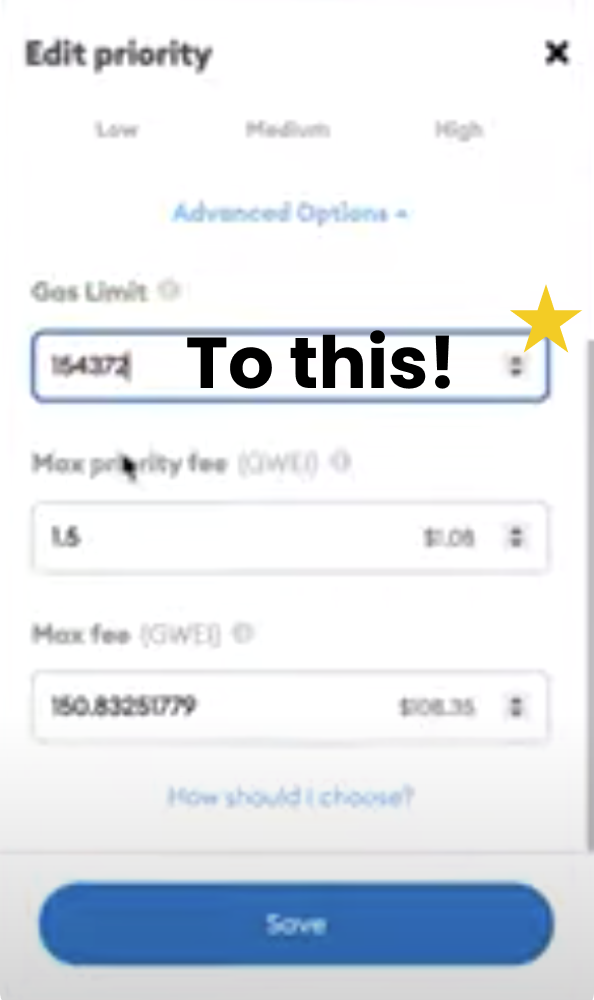 Edit priority
Low Medium High
Advanced Options
Gas Limit
154372 To this!
Max priority fee (GWEI)
1.5 $1.08
Max fee (GWEI)
150.83251779 $108.35
How should I choose?
Save